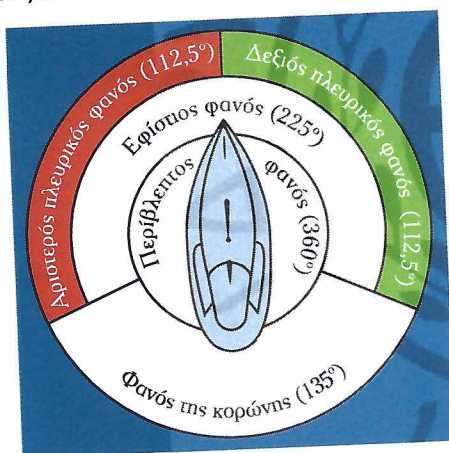 Αριστερός πλευρικός φανός (112,5°)
Δεξιός πλευρικός φανός (112,5°)
Εφίστιος φανός (225°)
Περίβλεπτος
φανός (360°)
Φανός της κορώνης (135°)